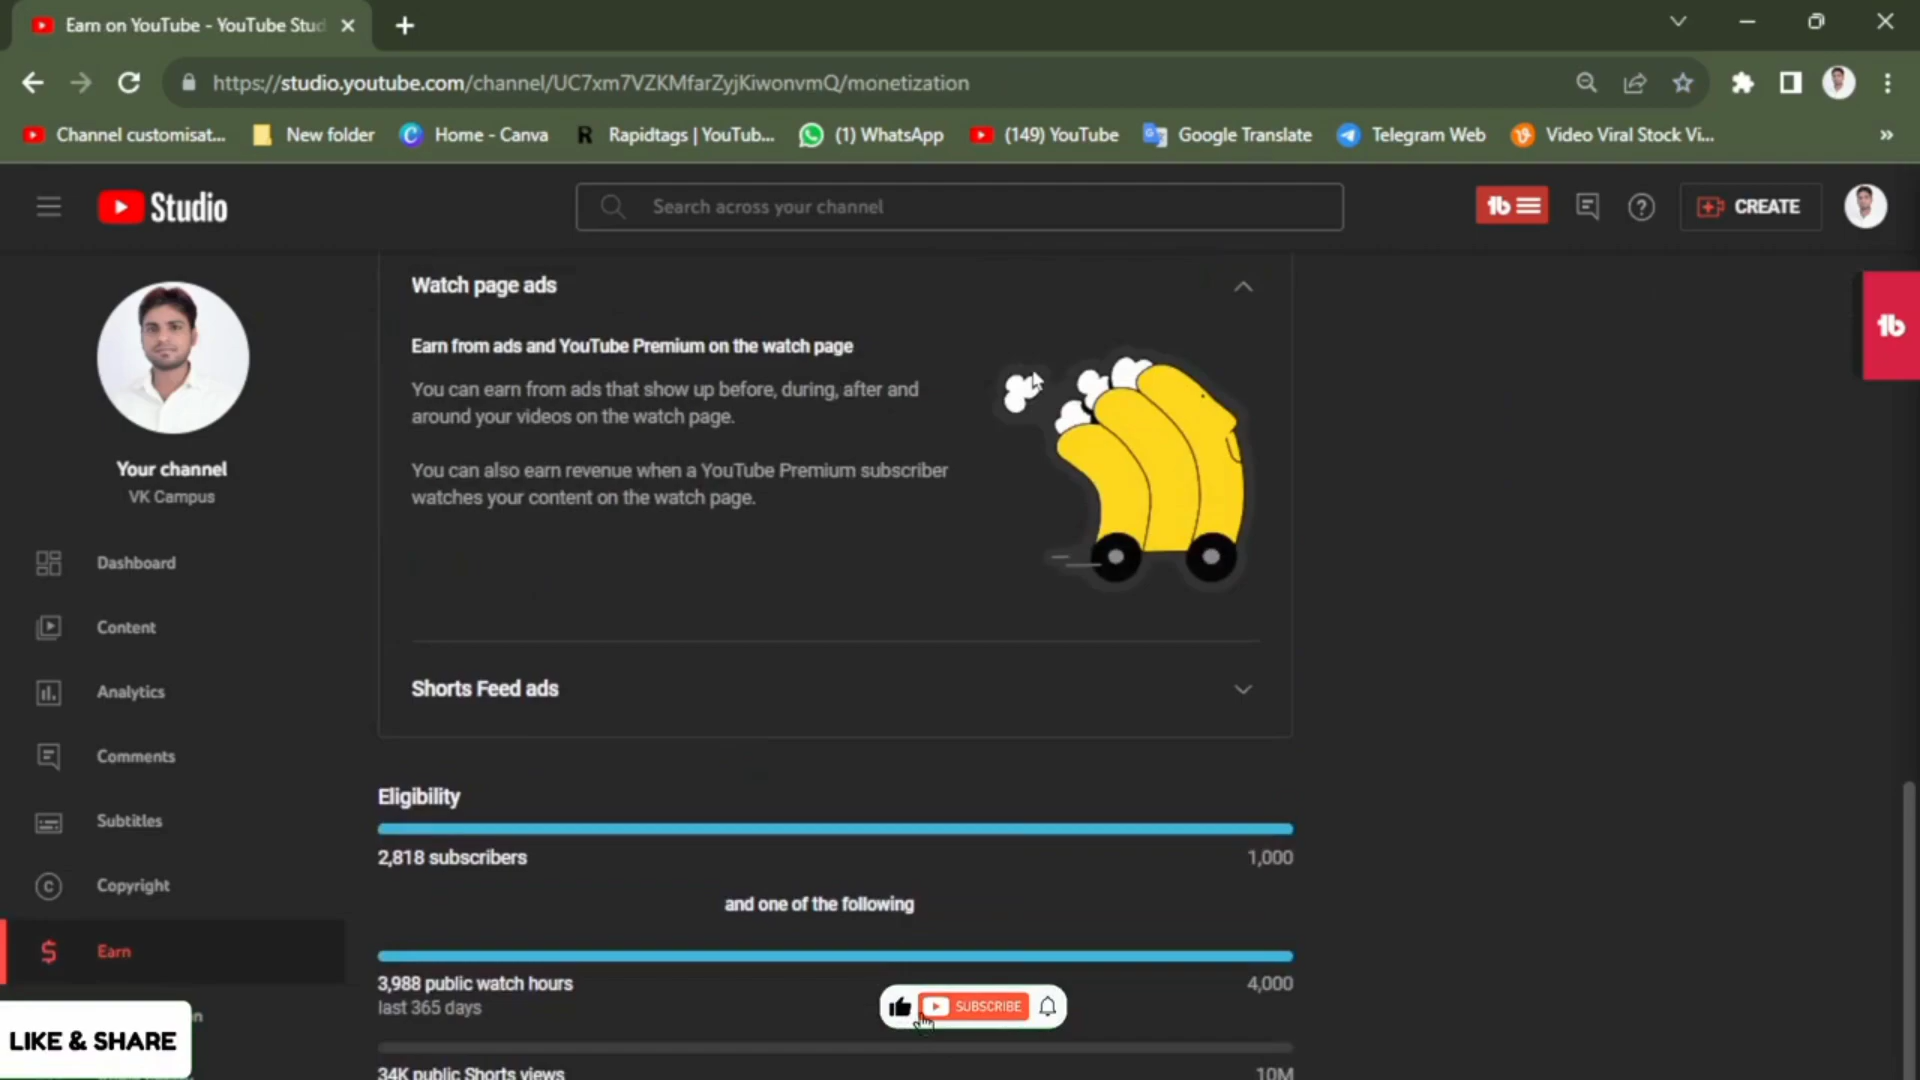 Earn on YouTube - YouTube Stud
https://studio.youtube.com/channel/UC7xm7VZKMfarZyjKiwonvmQ/monetization
Channel customisat...
New folder
Home - Canva
Rapidtags | YouTub...
(1) WhatsApp
(149) YouTube
Google Translate
Telegram Web
Video Viral Stock Vi...
»
Studio
Search across your channel
CREATE
Your channel
VK Campus
Dashboard
Content
Analytics
Comments
Subtitles
Copyright
Earn
LIKE & SHARE
Watch page ads
Earn from ads and YouTube Premium on the watch page
You can earn from ads that show up before, during, after and
around your videos on the watch page.
You can also earn revenue when a YouTube Premium subscriber
watches your content on the watch page.
Shorts Feed ads
Eligibility
2,818 subscribers
1,000
and one of the following
3,988 public watch hours
4,000
last 365 days
SUBSCRIBE
34K public Shorts views
10M